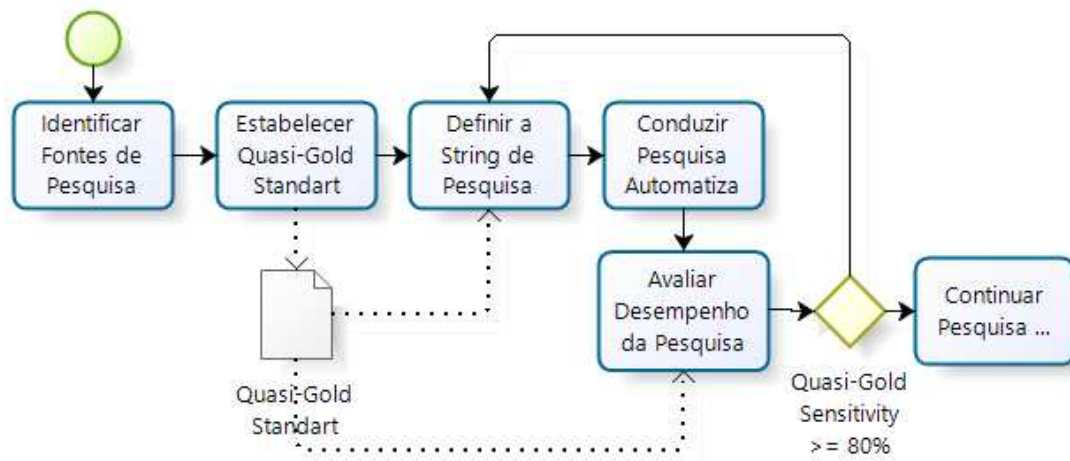 Identificar
Fontes de
Pesquisa
Estabelecer
Quasi-Gold
Standart
Definir a
String de
Pesquisa
Conduzir
Pesquisa
Automatiza
Avaliar
Desempenho
da Pesquisa
Continuar
Pesquisa ...
Quasi-Gold
Standart
Quasi-Gold
Sensitivity
>= 80%